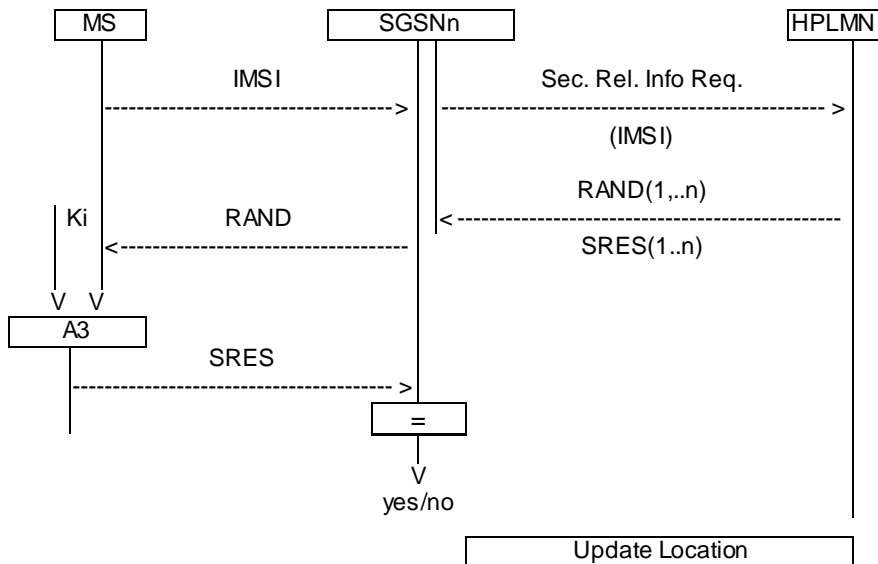 MS SGSNn HPLMN
IMSI Sec. Rel. Info Req.
------------------------------------> ------------------------------------------------>
(IMSI)
RAND(1,..n)
Ki RAND <------------------------------------------------
<------------------------------------ SRES(1..n)
V V
A3
SRES
---------------------------------------->
=
V
yes/no
Update Location